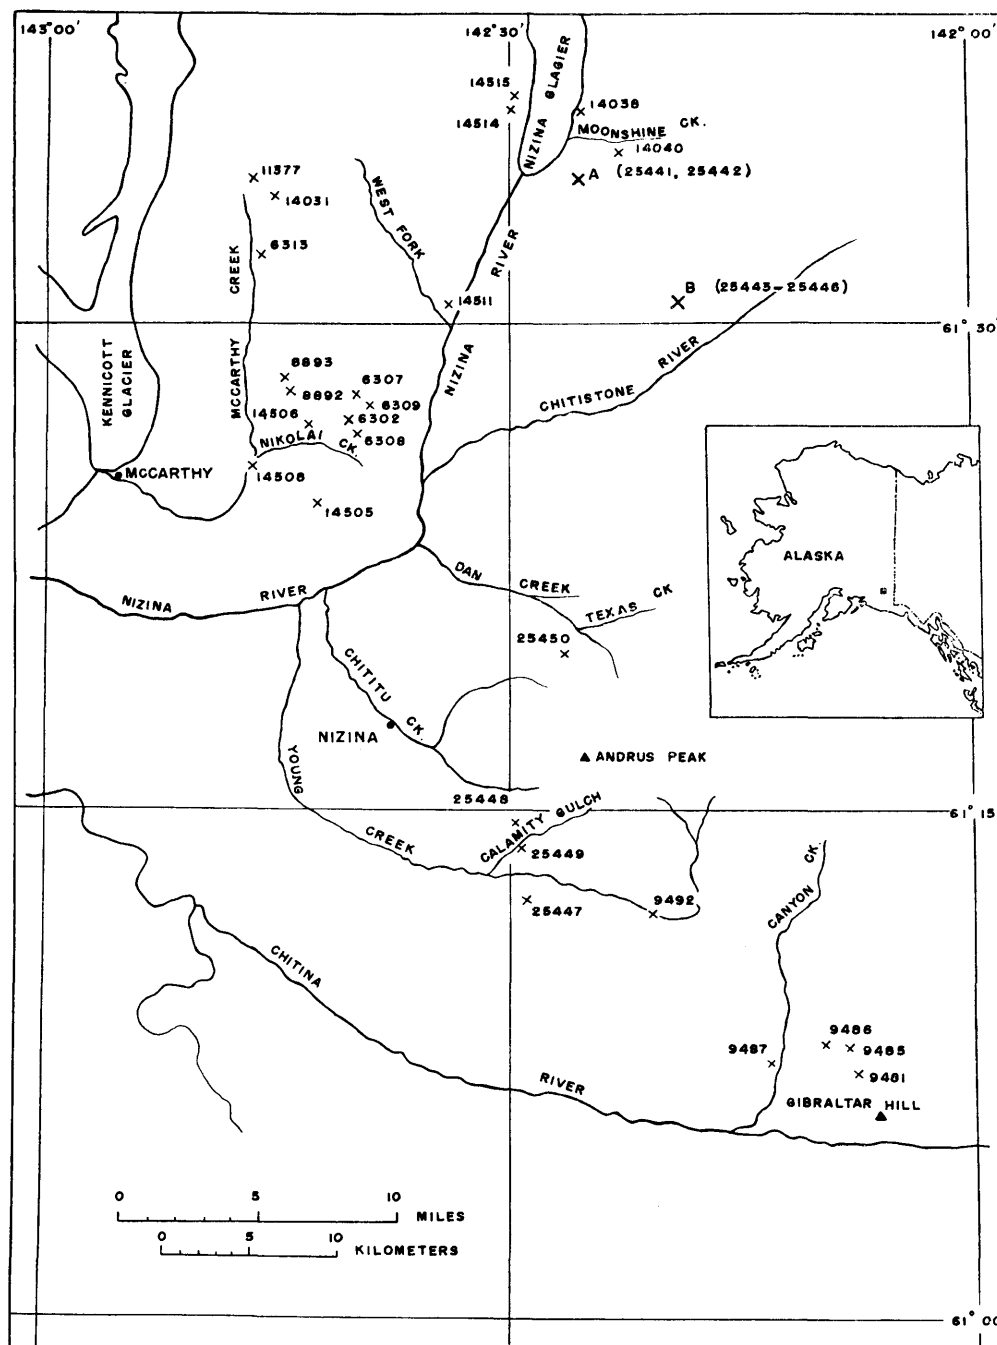 143°00'
142°30'
142°00'
14515
14514
NIZINA GLAGIER
14038
MOONSHINE CK.
14040
A (25441, 25442)
11377
14031
6313
WEST FORK
NIZINA RIVER
14511
B (25443-25446)
61°30'
KENNICOTT
GLACIER
MCCARTHY CREEK
8893
8892
6307
6309
14506
6302
NIKOLAI CK.
6308
CHITISTONE RIVER
MCCARTHY
14508
14505
ALASKA
NIZINA RIVER
DAN CREEK
TEXAS CK
25450
CHITITU CK.
NIZINA
YOUNG CREEK
ANDRUS PEAK
25448
CALAMITY GULCH
61°15'
25449
25447
9492
CANYON CK.
CHITINA RIVER
9487
9486
9485
9481
GIBRALTAR HILL
0 5 10
MILES
0 5 10
KILOMETERS
61°00'